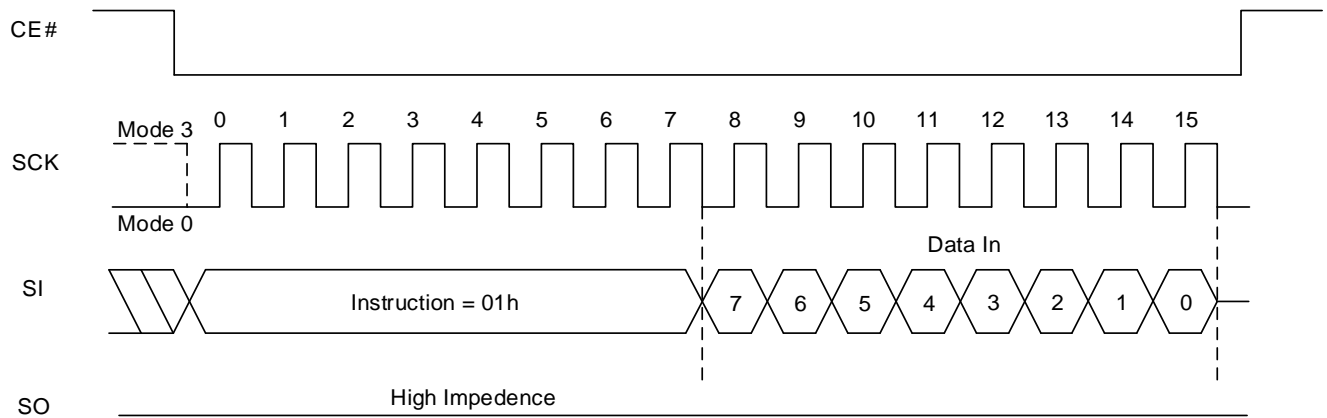 CE#
0 1 2 3 4 5 6 7 8 9 10 11 12 13 14 15
Mode 3
SCK
Mode 0
Data In
SI
Instruction = 01h
7 6 5 4 3 2 1 0
High Impedence
SO